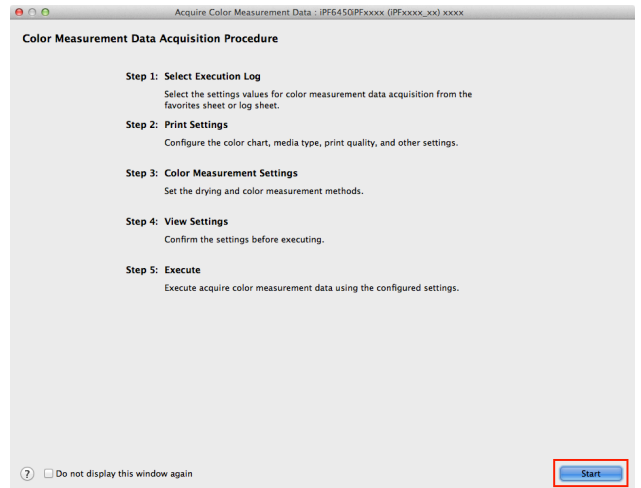 Acquire Color Measurement Data : iPF6450iPFxxxx (iPFxxxx_xx) xxxx
Color Measurement Data Acquisition Procedure
Step 1: Select Execution Log
Select the settings values for color measurement data acquisition from the
favorites sheet or log sheet.
Step 2: Print Settings
Configure the color chart, media type, print quality, and other settings.
Step 3: Color Measurement Settings
Set the drying and color measurement methods.
Step 4: View Settings
Confirm the settings before executing.
Step 5: Execute
Execute acquire color measurement data using the configured settings.
? Do not display this window again Start